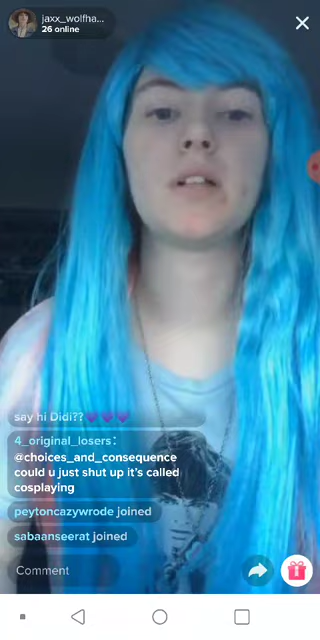 jaxx_wolfha...
26 online
say hi Didi??💜💜💜
4_original_losers:
@choices_and_consequence
could u just shut up it's called
cosplaying
peytoncazywrode joined
sabaanseerat joined
Comment